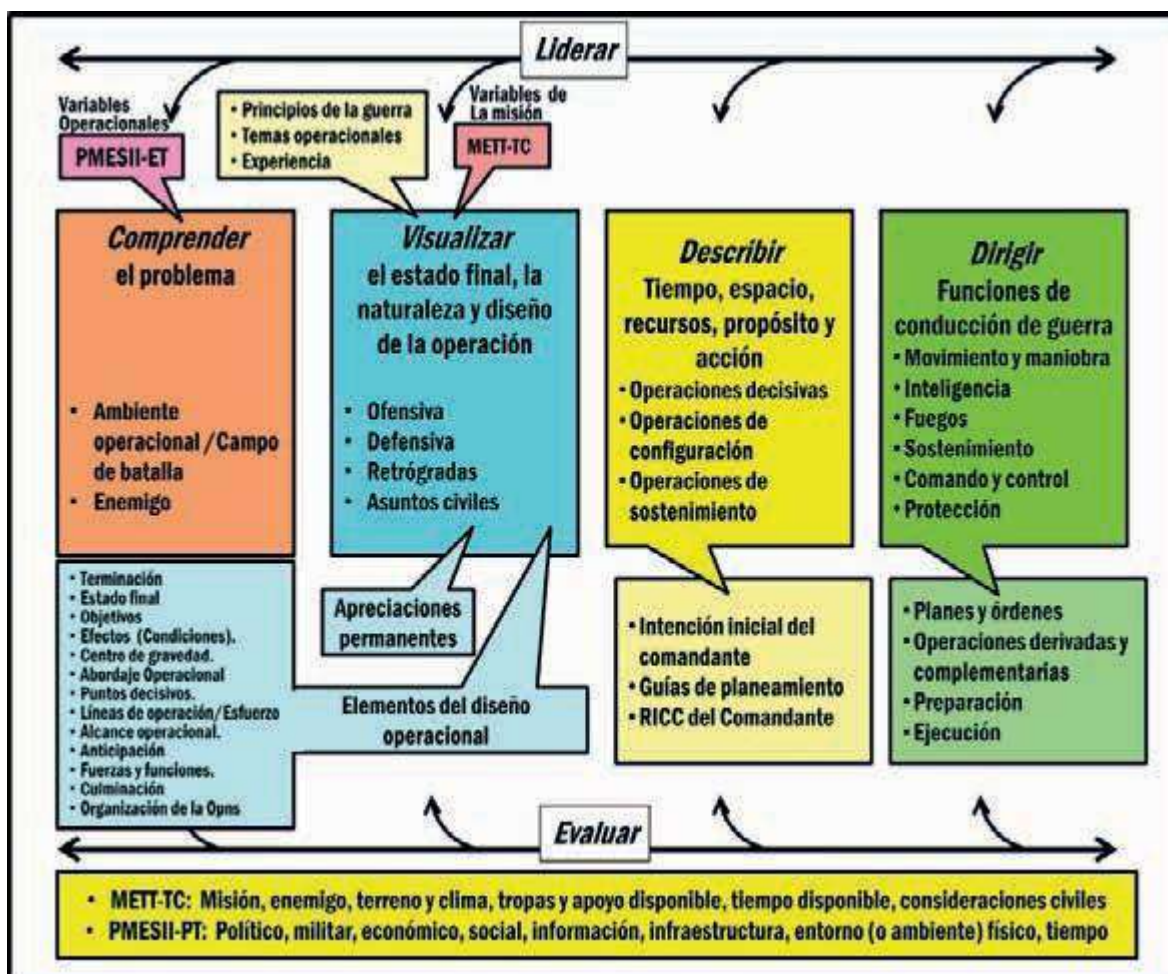 Liderar
Variables
Operacionales
PMESII-ET
• Principios de la guerra
• Temas operacionales
• Experiencia
Variables de
La misión
METT-TC
Comprender
el problema
• Ambiente
operacional /Campo
de batalla
• Enemigo
Visualizar
el estado final, la
naturaleza y diseño
de la operación
• Ofensiva
• Defensiva
• Retrógradas
• Asuntos civiles
Describir
Tiempo, espacio,
recursos, propósito y
acción
• Operaciones decisivas
• Operaciones de
configuración
• Operaciones de
sostenimiento
Dirigir
Funciones de
conducción de guerra
• Movimiento y maniobra
• Inteligencia
• Fuegos
• Sostenimiento
• Comando y control
• Protección
• Terminación
• Estado final
• Objetivos
• Efectos (Condiciones).
• Centro de gravedad.
• Abordaje Operacional
• Puntos decisivos.
• Líneas de operación/Esfuerzo
• Alcance operacional.
• Anticipación
• Fuerzas y funciones.
• Culminación
• Organización de la Opns
Apreciaciones
permanentes
Elementos del diseño
operacional
• Intención inicial del
comandante
• Guías de planeamiento
• RICC del Comandante
• Planes y órdenes
• Operaciones derivadas y
complementarias
• Preparación
• Ejecución
Evaluar
• METT-TC: Misión, enemigo, terreno y clima, tropas y apoyo disponible, tiempo disponible, consideraciones civiles
• PMESII-PT: Político, militar, económico, social, información, infraestructura, entorno (o ambiente) físico, tiempo